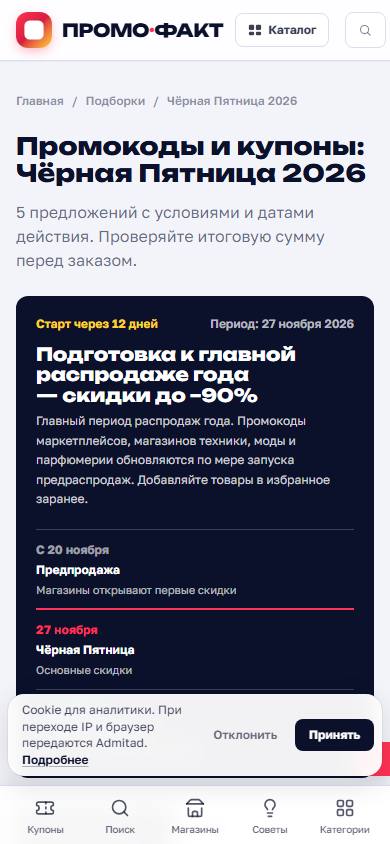 ПРОМО•ФАКТ
Каталог
Главная / Подборки / Чёрная Пятница 2026
Промокоды и купоны:
Чёрная Пятница 2026
5 предложений с условиями и датами
действия. Проверяйте итоговую сумму
перед заказом.
Старт через 12 дней
Период: 27 ноября 2026
Подготовка к главной
распродаже года
— скидки до −90%
Главный период распродаж года. Промокоды
маркетплейсов, магазинов техники, моды и
парфюмерии обновляются по мере запуска
предраспродаж. Добавляйте товары в избранное
заранее.
С 20 ноября
Предпродажа
Магазины открывают первые скидки
27 ноября
Чёрная Пятница
Основные скидки
Cookie для аналитики. При
переходе IP и браузер
передаются Admitad.
Подробнее
Отклонить
Принять
Купоны
Поиск
Магазины
Советы
Категории